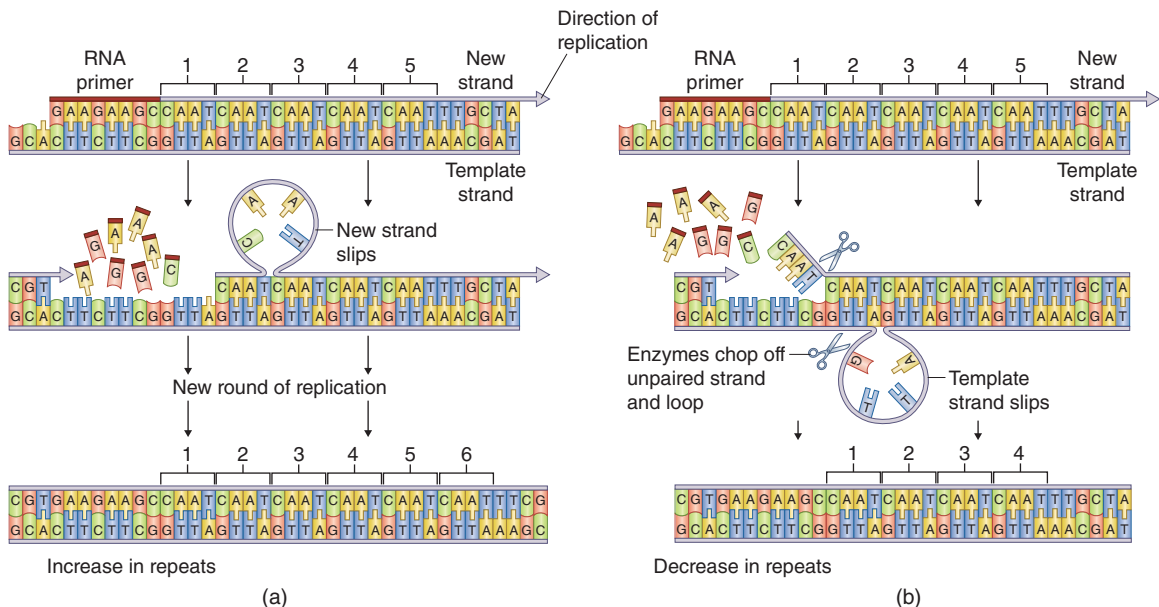 Direction of
replication
RNA
primer
1 2 3 4 5
New
strand
GAAGAAGCCAATCAATCAATCAATCAATTTGCTA
GCACTTCTTCGGTTAGTTAGTTAGTTAGTTAAACGAT
Template
strand
A A
C T
New strand
slips
G A A A
A G G C
CGT
CAATCAATCAATCAATTTGCTA
GCACTTCTTCGGTTAGTTAGTTAGTTAGTTAAACGAT
New round of replication
1 2 3 4 5 6
CGTGAAGAAGCCAATCAATCAATCAATCAATCAATTTCG
GCACTTCTTCGGTTAGTTAGTTAGTTAGTTAGTTAAAGC
Increase in repeats
(a)
RNA
primer
1 2 3 4 5
New
strand
GAAGAAGCCAATCAATCAATCAATCAATTTGCTA
GCACTTCTTCGGTTAGTTAGTTAGTTAGTTAAACGAT
Template
strand
A A A G
A G G C
CAAT
CGT
CAATCAATCAATCAATTTGCTA
GCACTTCTTCGGTTAGTTAGTTAGTTAAACGAT
G A
T T
Enzymes chop off
unpaired strand
and loop
Template
strand slips
1 2 3 4
CGTGAAGAAGCCAATCAATCAATCAATTTGCTA
GCACTTCTTCGGTTAGTTAGTTAGTTAAACGAT
Decrease in repeats
(b)